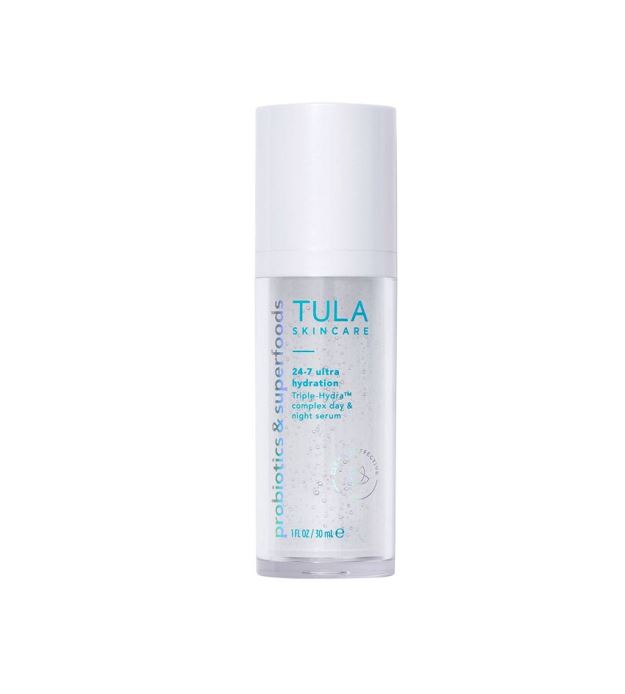 probiotics & superfoods
TULA
SKINCARE
24-7 ultra
hydration
Triple-Hydra™
complex day &
night serum
1 FL OZ / 30 mL ℮